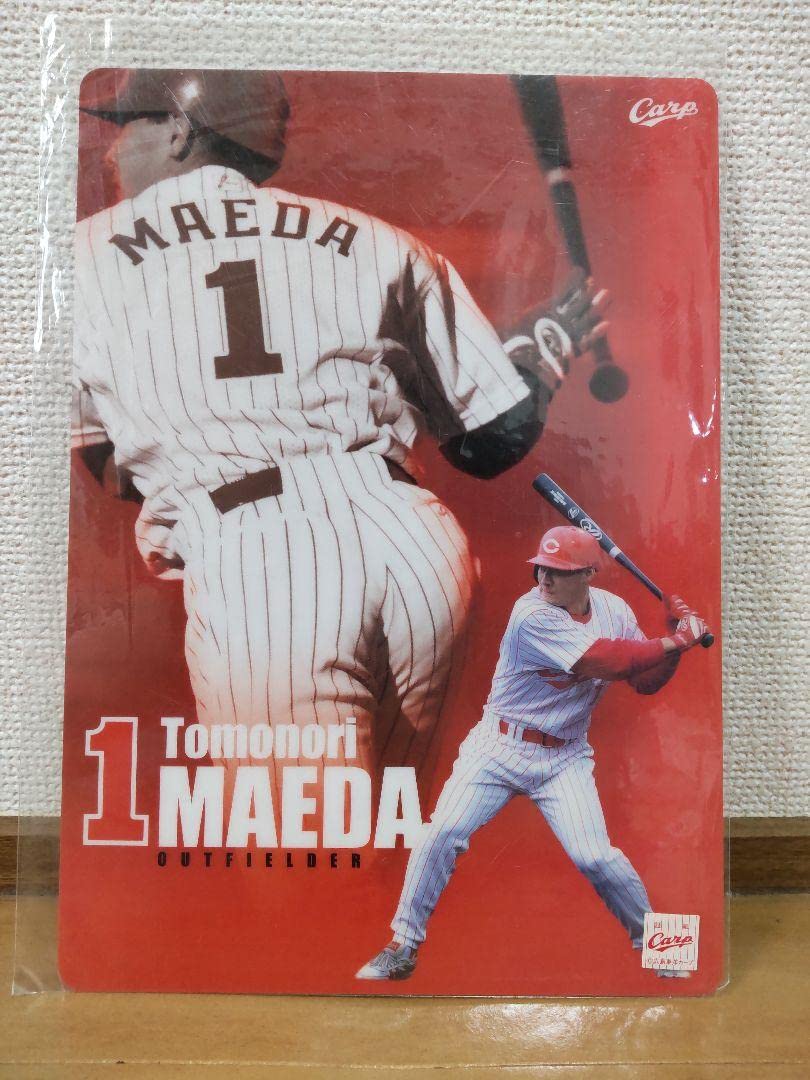 Carp
MAEDA
1
1
Tomonori
MAEDA
OUTFIELDER
C
Carp